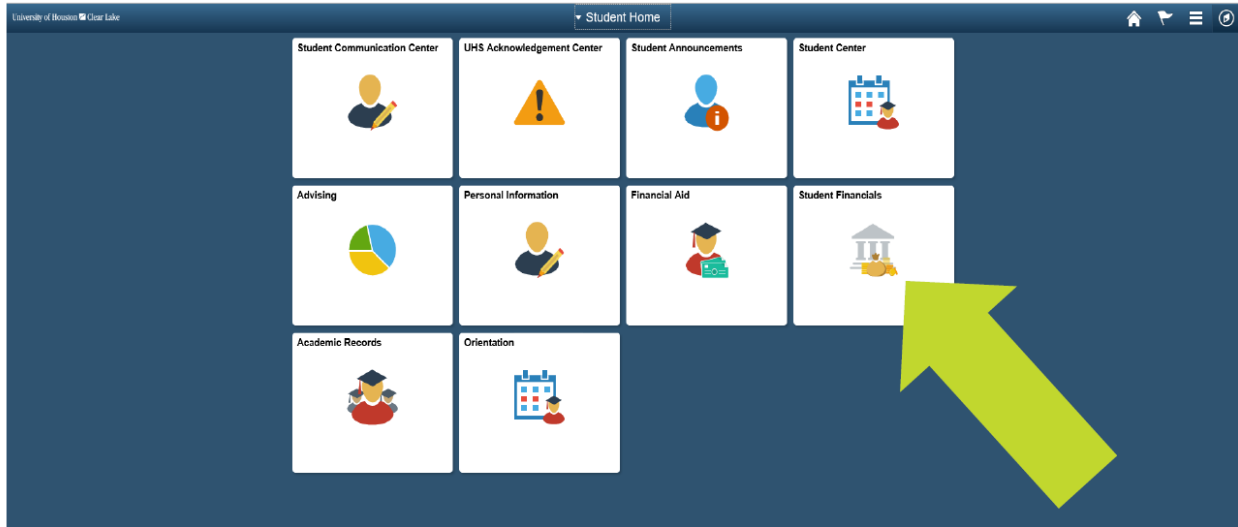 University of Houston Clear Lake
Student Home
Student Communication Center
UHS Acknowledgement Center
Student Announcements
Student Center
Advising
Personal Information
Financial Aid
Student Financials
Academic Records
Orientation